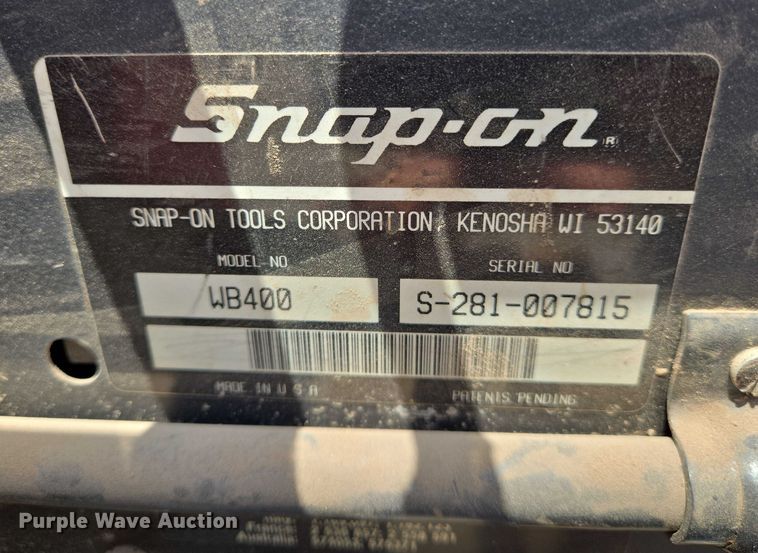 Snap-on ®
SNAP-ON TOOLS CORPORATION, KENOSHA WI 53140
MODEL NO
SERIAL NO
WB400
S-281-007815
MADE IN U S A
PATENTS PENDING
Purple Wave Auction